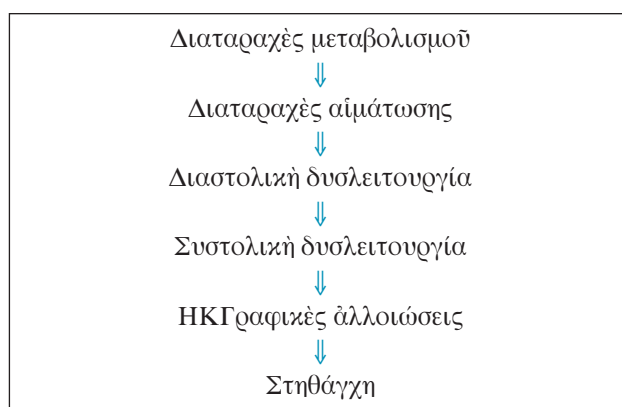 Διαταραχὲς μεταβολισμοῦ
⇓
Διαταραχὲς αἱμάτωσης
⇓
Διαστολικὴ δυσλειτουργία
⇓
Συστολικὴ δυσλειτουργία
⇓
ΗΚΓραφικὲς ἀλλοιώσεις
⇓
Στηθάγχη